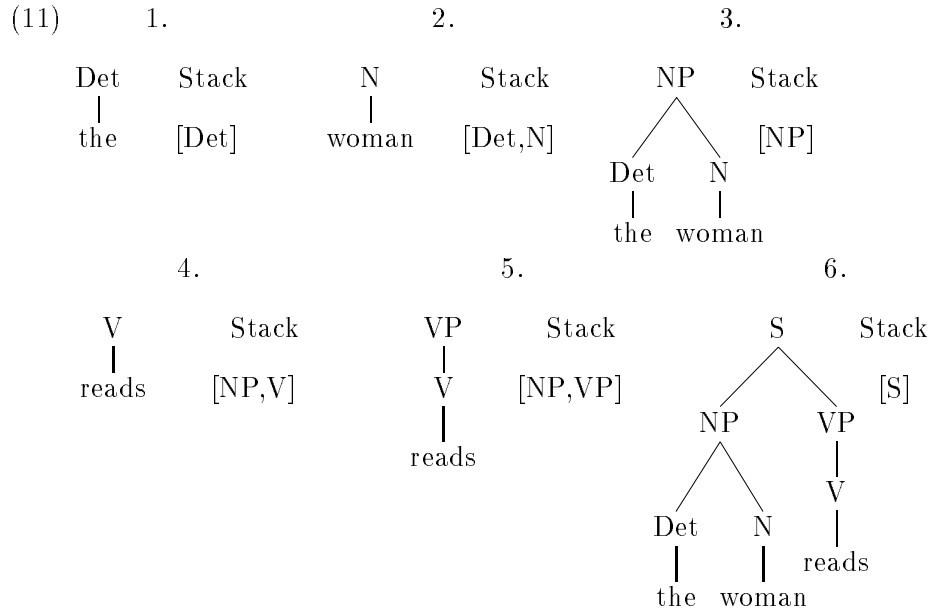 (11) 1. 2. 3.
Det Stack N Stack NP Stack
the [Det] woman [Det,N] [NP]
Det N
the woman
4. 5. 6.
V Stack VP Stack S Stack
reads [NP,V] V [NP,VP] [S]
NP VP
reads
V
Det N
reads
the woman